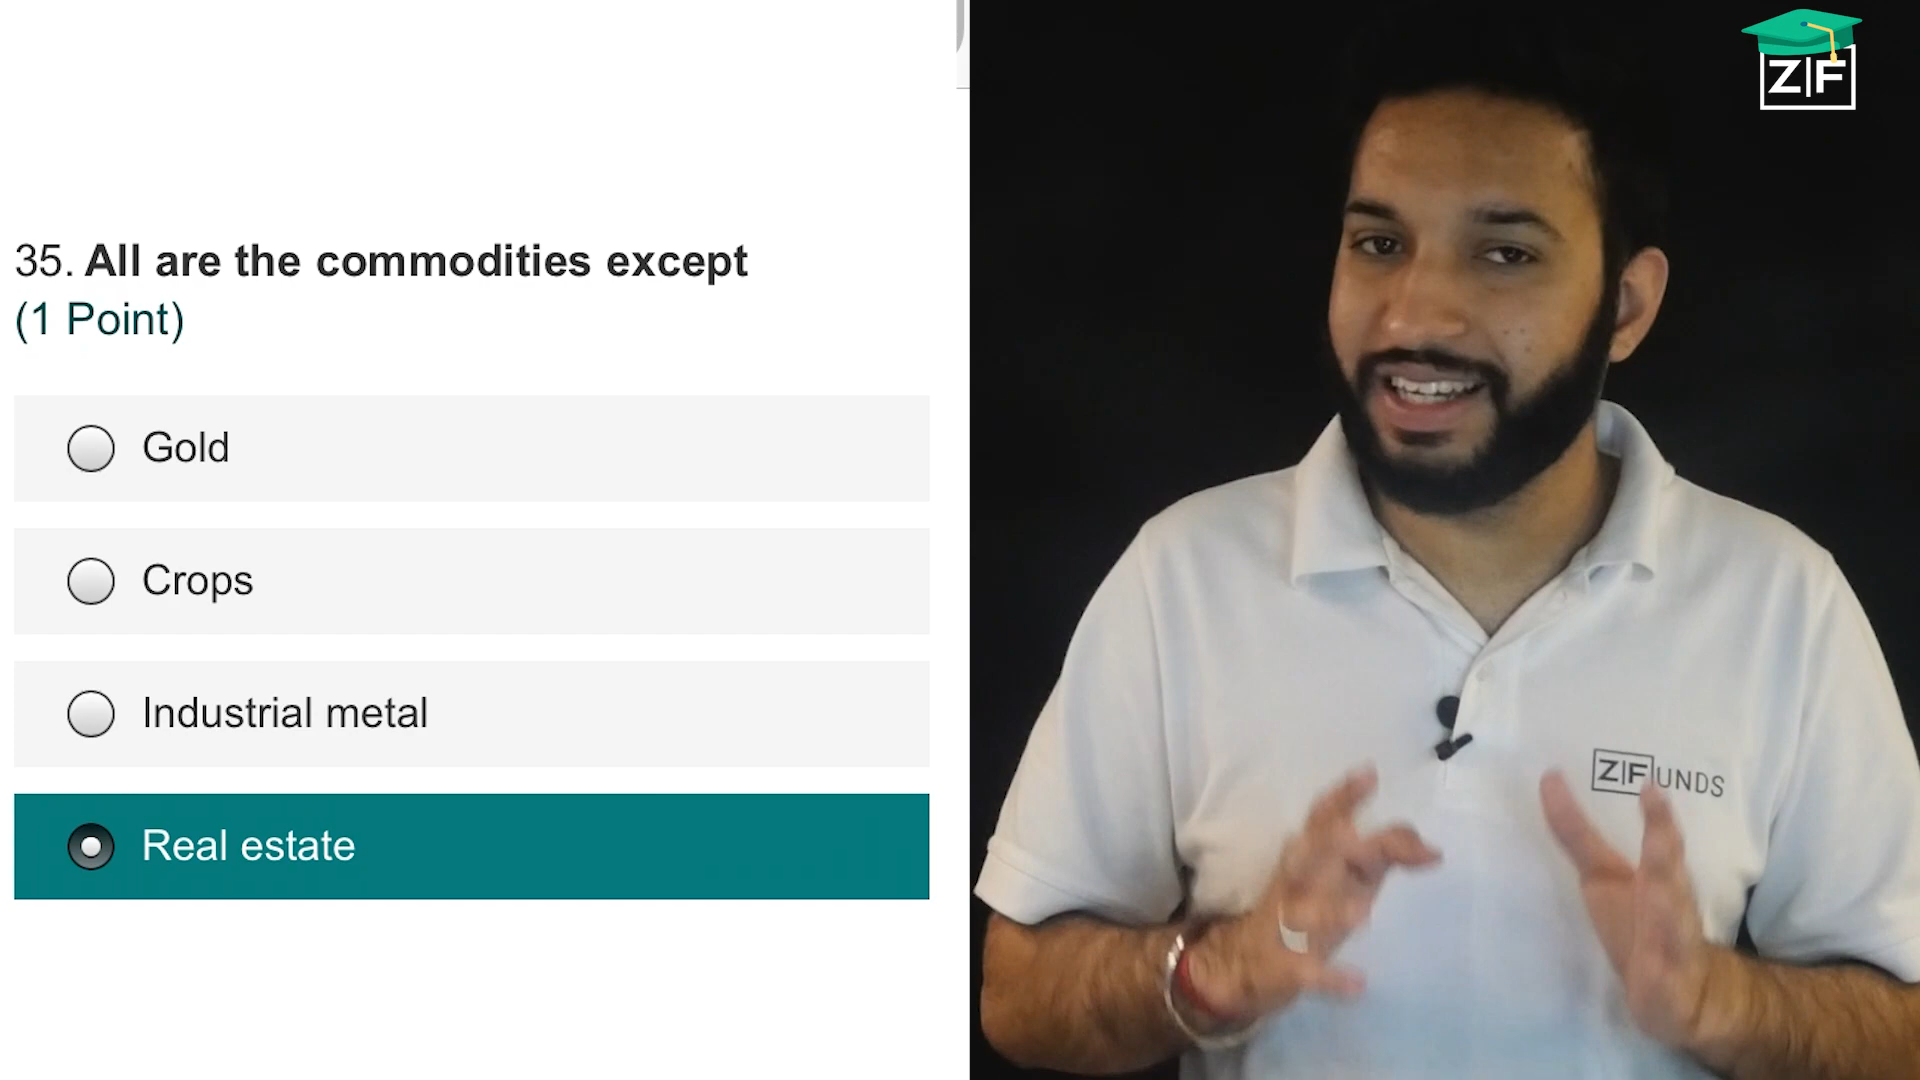 35. All are the commodities except
(1 Point)
Gold
Crops
Industrial metal
Real estate
Z|F
Z|FUNDS